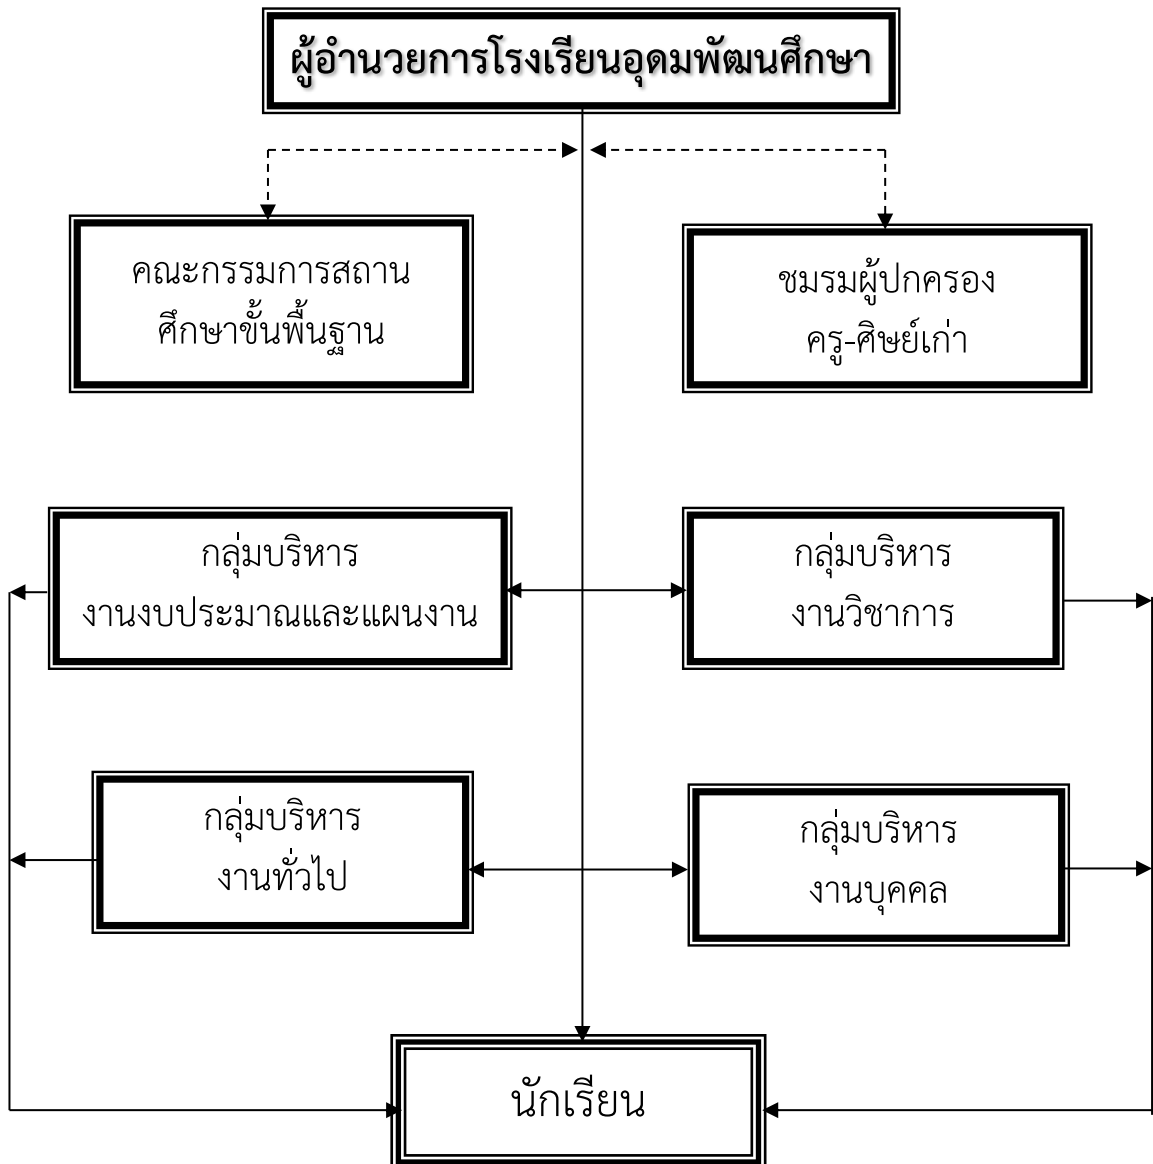 ผู้อำนวยการโรงเรียนอุดมพัฒนศึกษา
คณะกรรมการสถาน
ศึกษาขั้นพื้นฐาน
ชมรมผู้ปกครอง
ครู-ศิษย์เก่า
กลุ่มบริหาร
งานงบประมาณและแผนงาน
กลุ่มบริหาร
งานวิชาการ
กลุ่มบริหาร
งานทั่วไป
กลุ่มบริหาร
งานบุคคล
นักเรียน